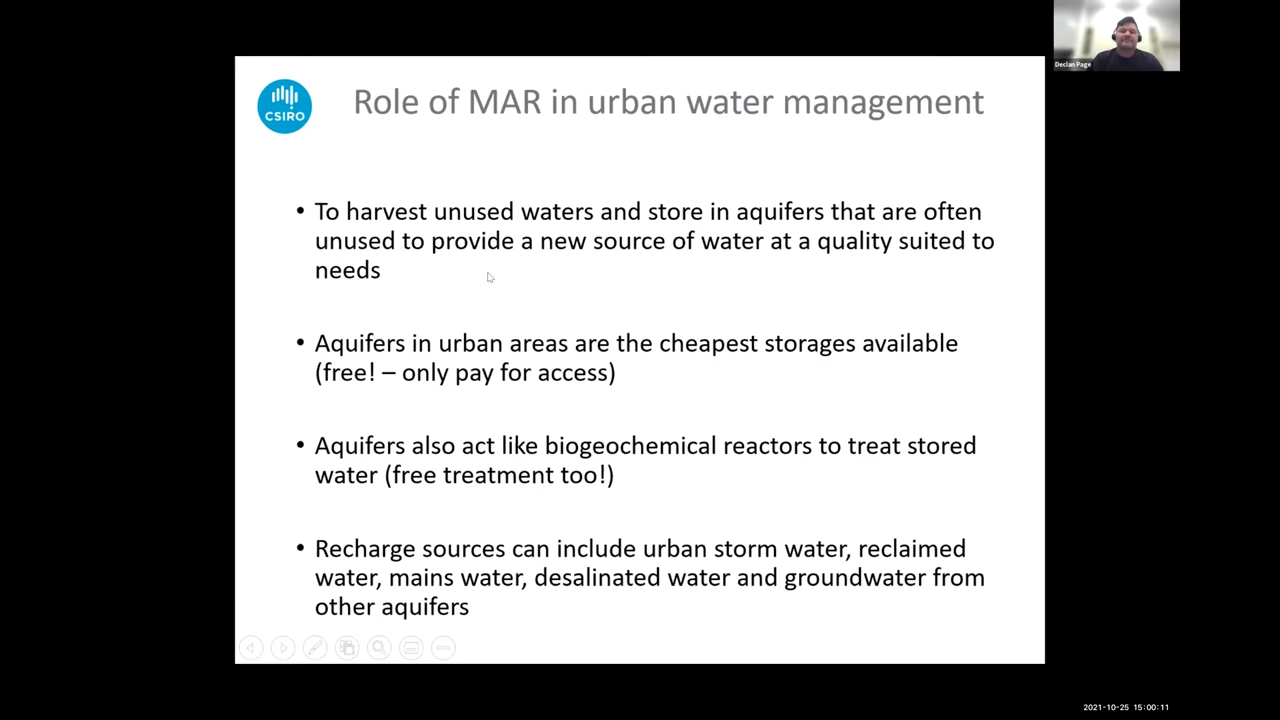 Declan Page
CSIRO
Role of MAR in urban water management
• To harvest unused waters and store in aquifers that are often
unused to provide a new source of water at a quality suited to
needs
• Aquifers in urban areas are the cheapest storages available
(free! – only pay for access)
• Aquifers also act like biogeochemical reactors to treat stored
water (free treatment too!)
• Recharge sources can include urban storm water, reclaimed
water, mains water, desalinated water and groundwater from
other aquifers
2021-10-25 15:00:11